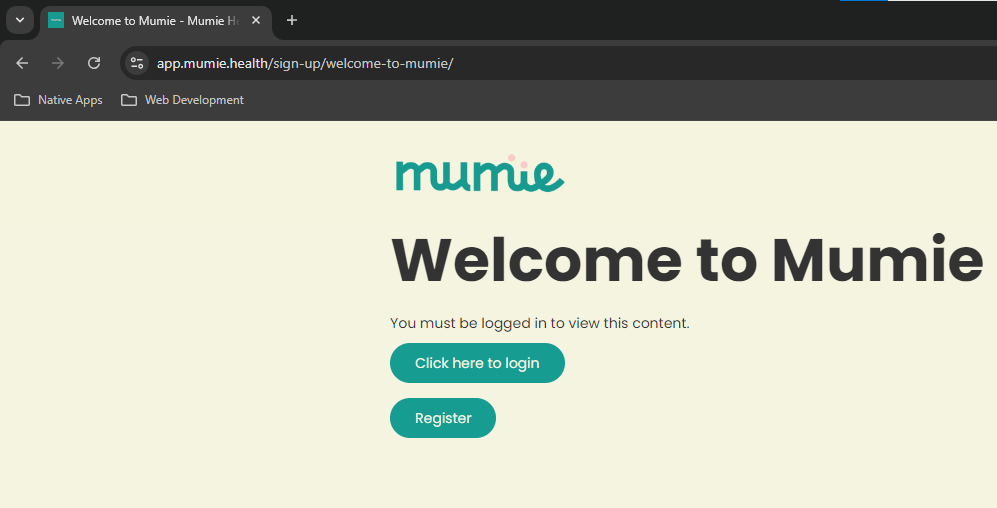 Welcome to Mumie - Mumie H
app.mumie.health/sign-up/welcome-to-mumie/
Native Apps
Web Development
mumie
Welcome to Mumie
You must be logged in to view this content.
Click here to login
Register